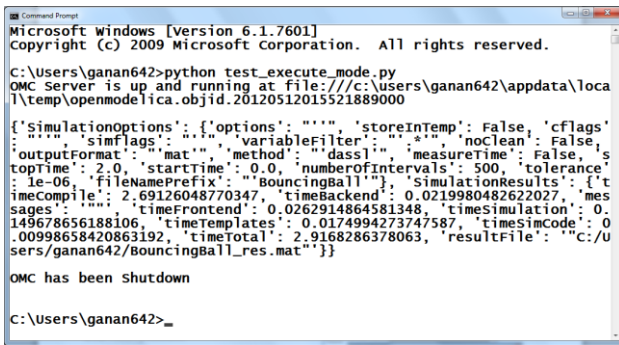 Command Prompt
Microsoft Windows [Version 6.1.7601]
Copyright (c) 2009 Microsoft Corporation.  All rights reserved.
C:\Users\ganan642>python test_execute_mode.py
OMC Server is up and running at file:///c:\users\ganan642\appdata\loca
l\temp\openmodelica.objid.20120512015521889000
{'SimulationOptions': {'options': "''", 'storeInTemp': False, 'cflags'
: "''", 'simflags': "''", 'variableFilter': "'.*'", 'noClean': False,
'outputFormat': "'mat'", 'method': "'dassl'", 'measureTime': False, 's
topTime': 2.0, 'startTime': 0.0, 'numberOfIntervals': 500, 'tolerance'
: 1e-06, 'fileNamePrefix': "'BouncingBall'"}, 'SimulationResults': {'t
imeCompile': 2.69126048770347, 'timeBackend': 0.0219980482622027, 'mes
sages': '""', 'timeFrontend': 0.0262914864581348, 'timeSimulation': 0.
149678656188106, 'timeTemplates': 0.0174994273747587, 'timeSimCode': 0
.00998658420863192, 'timeTotal': 2.9168286378063, 'resultFile': '"C:/U
sers/ganan642/BouncingBall_res.mat"'}}
OMC has been Shutdown
C:\Users\ganan642>_